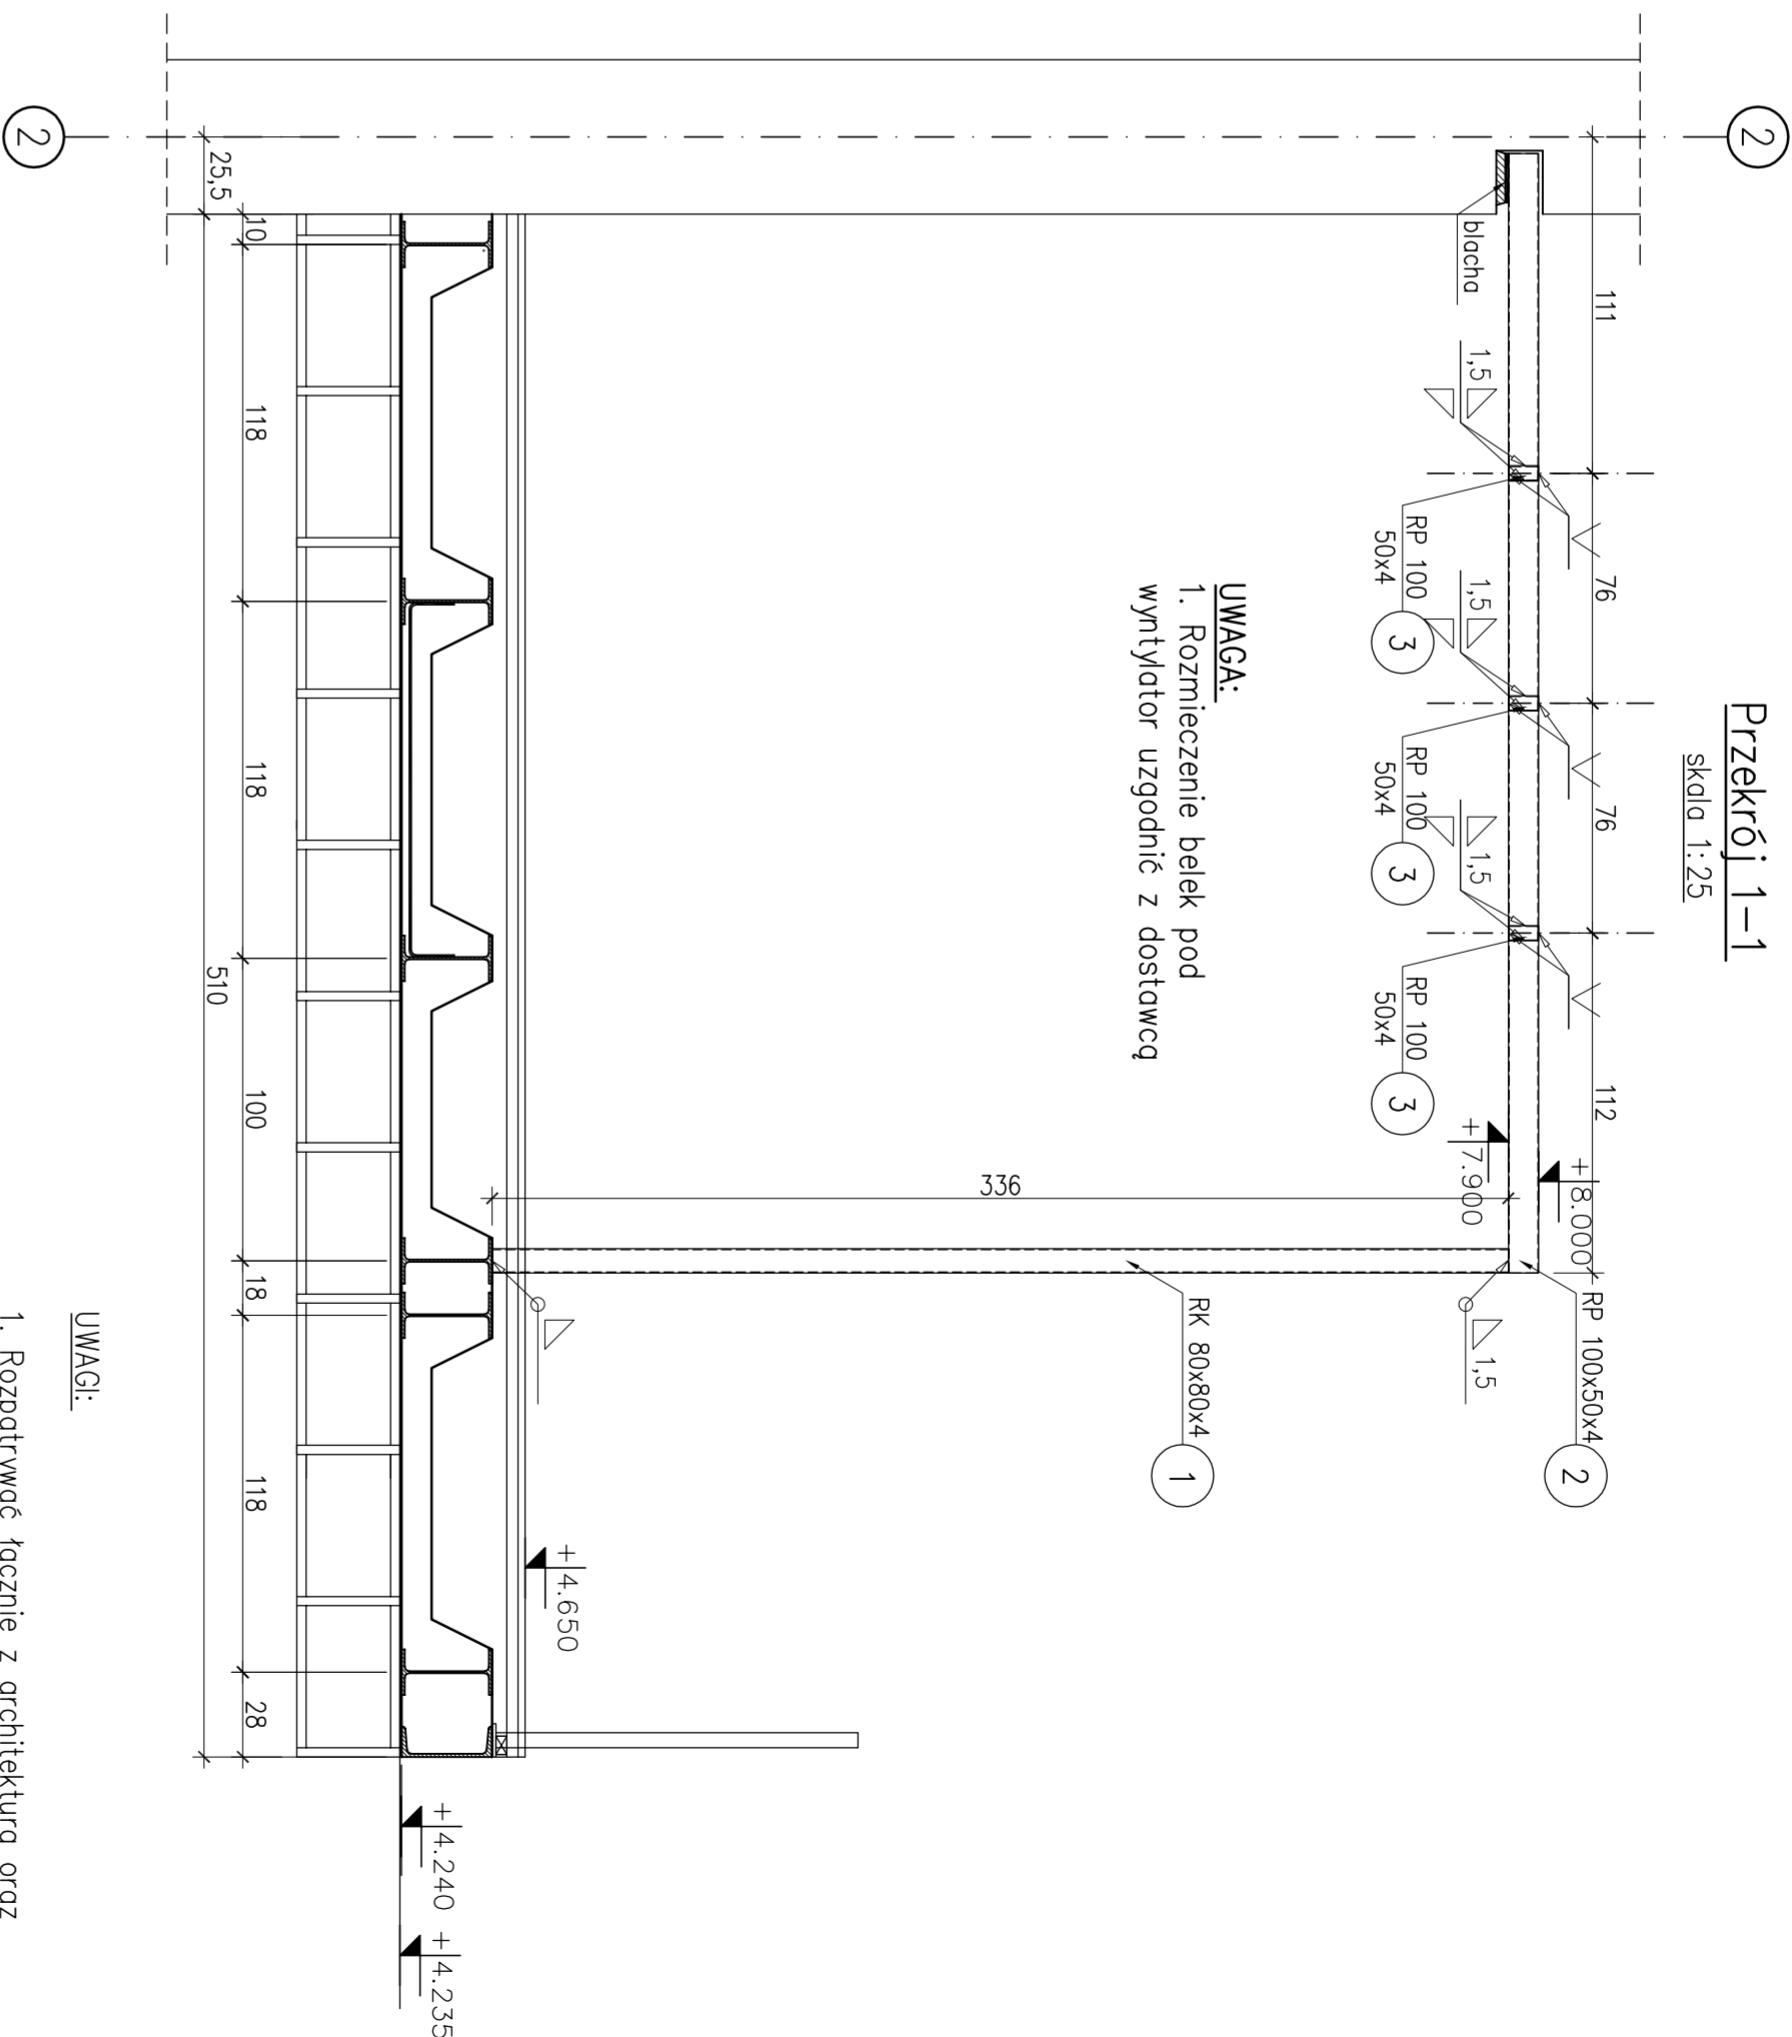 Przekrój 1-1
skala 1:25
2
2
111
76
76
112
blacha
1,5
1,5
1,5
RP 100
50x4
3
RP 100
50x4
3
RP 100
50x4
3
+8.000
+7.900
RP 100x50x4
2
1,5
336
RK 80x80x4
1
UWAGA:
1. Rozmieczenie belek pod
wyntylator uzgodnić z dostawcą
+4.650
+4.240
+4.235
10
118
118
100
18
118
28
25,5
510
UWAGI:
1. Rozpatrywać łącznie z architekturą oraz